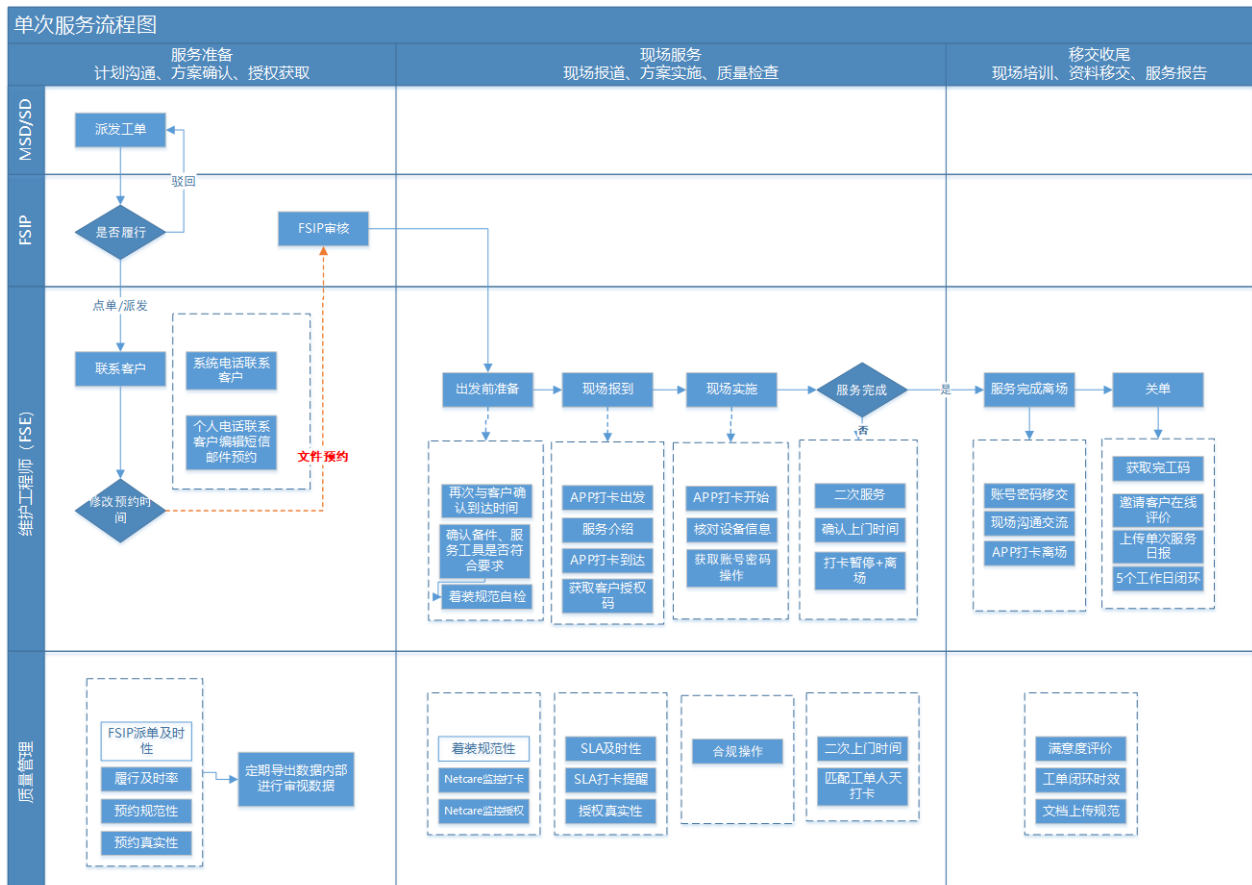 单次服务流程图
服务准备
计划沟通、方案确认、授权获取
现场服务
现场报道、方案实施、质量检查
移交收尾
现场培训、资料移交、服务报告
MSD/SD
派发工单
驳回
FSIP
是否履行
FSIP审核
点单/派发
维护工程师（FSE）
联系客户
系统电话联系
客户
个人电话联系
客户编辑短信
邮件预约
修改预约时
间
文件预约
出发前准备
现场报到
现场实施
服务完成
是
否
服务完成离场
关单
再次与客户确
认到达时间
确认备件、服
务工具是否符
合要求
着装规范自检
APP打卡出发
服务介绍
APP打卡到达
获取客户授权
码
APP打卡开始
核对设备信息
获取账号密码
操作
二次服务
确认上门时间
打卡暂停+离
场
账号密码移交
现场沟通交流
APP打卡离场
获取完工码
邀请客户在线
评价
上传单次服务
日报
5个工作日闭环
质量管理
FSIP派单及时
性
履行及时率
预约规范性
预约真实性
定期导出数据内部
进行审视数据
着装规范性
Netcare监控打卡
Netcare监控授权
SLA及时性
SLA打卡提醒
授权真实性
合规操作
二次上门时间
匹配工单人天
打卡
满意度评价
工单闭环时效
文档上传规范